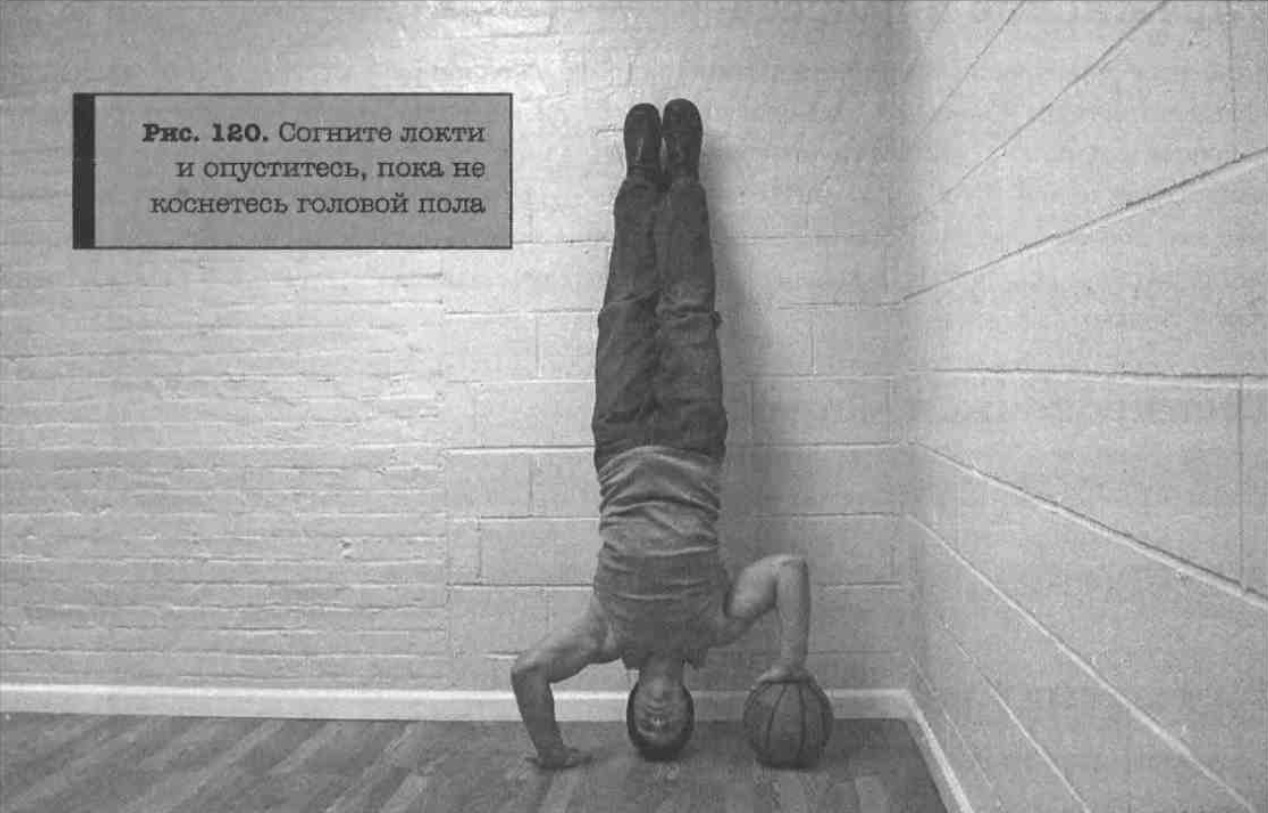 Рис. 120. Согните локти
и опуститесь, пока не
коснетесь головой пола